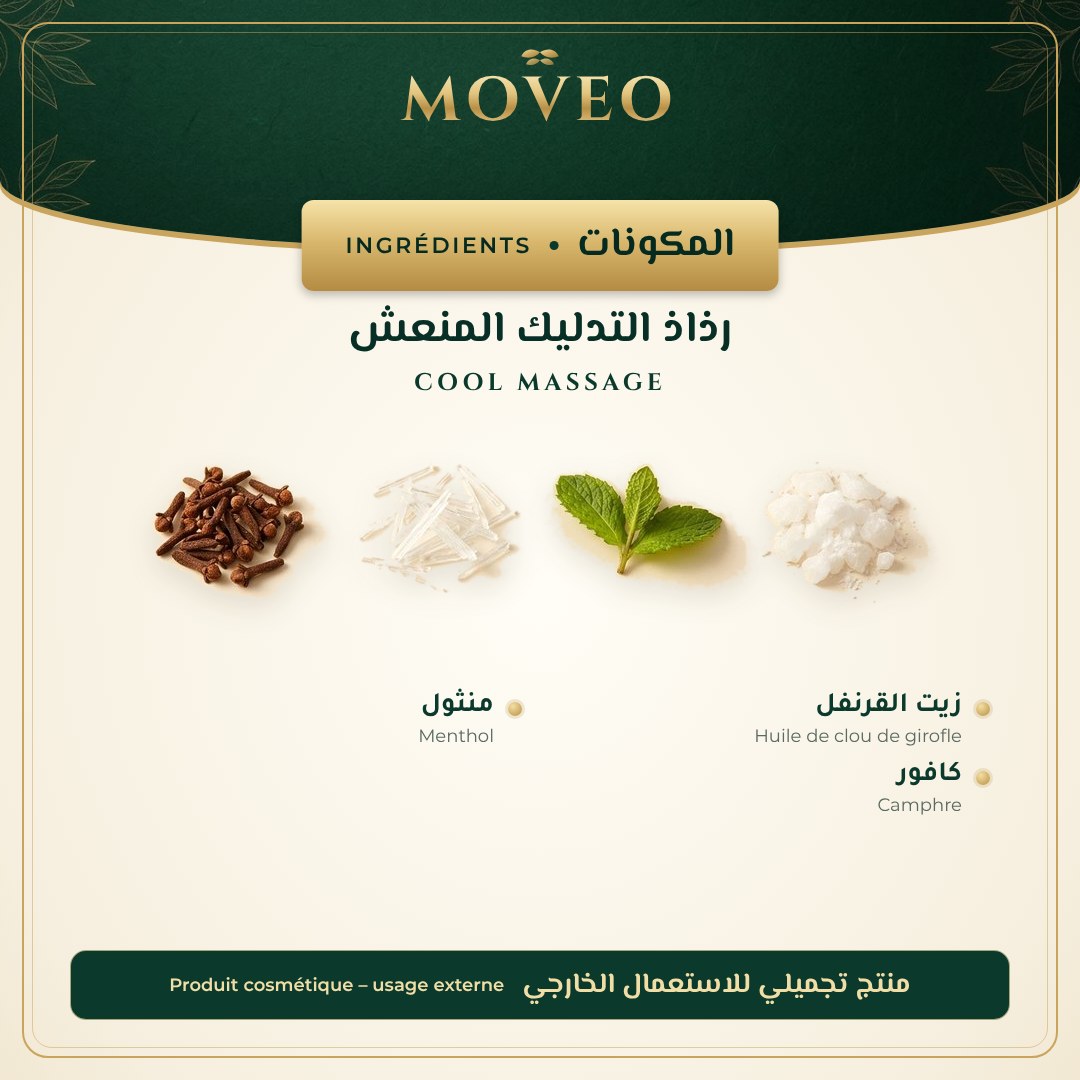 MOVEO
المكونات • INGRÉDIENTS
رذاذ التدليك المنعش
COOL MASSAGE
زيت القرنفل
Huile de clou de girofle
منثول
Menthol
كافور
Camphre
منتج تجميلي للاستعمال الخارجي Produit cosmétique – usage externe